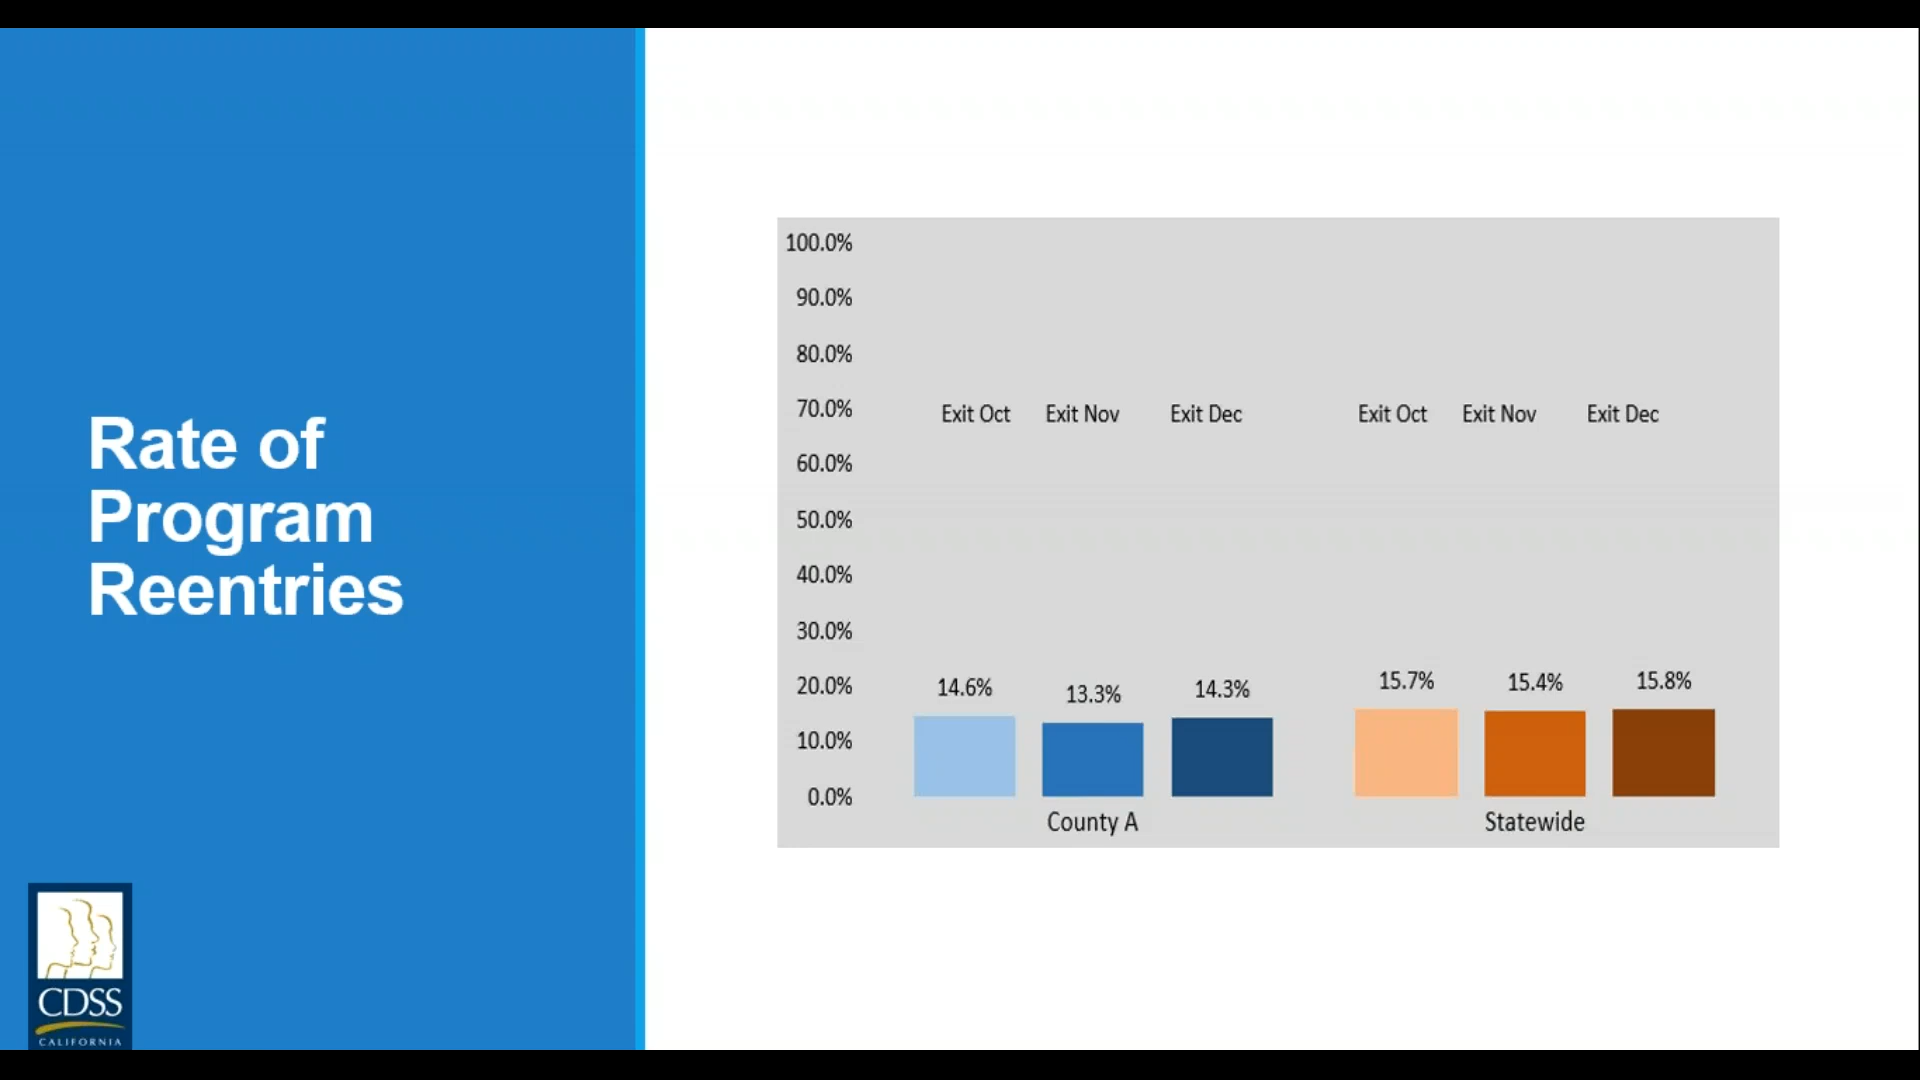 Rate of
Program
Reentries
CDSS
CALIFORNIA
100.0%
90.0%
80.0%
70.0%
60.0%
50.0%
40.0%
30.0%
20.0%
10.0%
0.0%
Exit Oct Exit Nov Exit Dec Exit Oct Exit Nov Exit Dec
14.6% 13.3% 14.3% 15.7% 15.4% 15.8%
County A Statewide